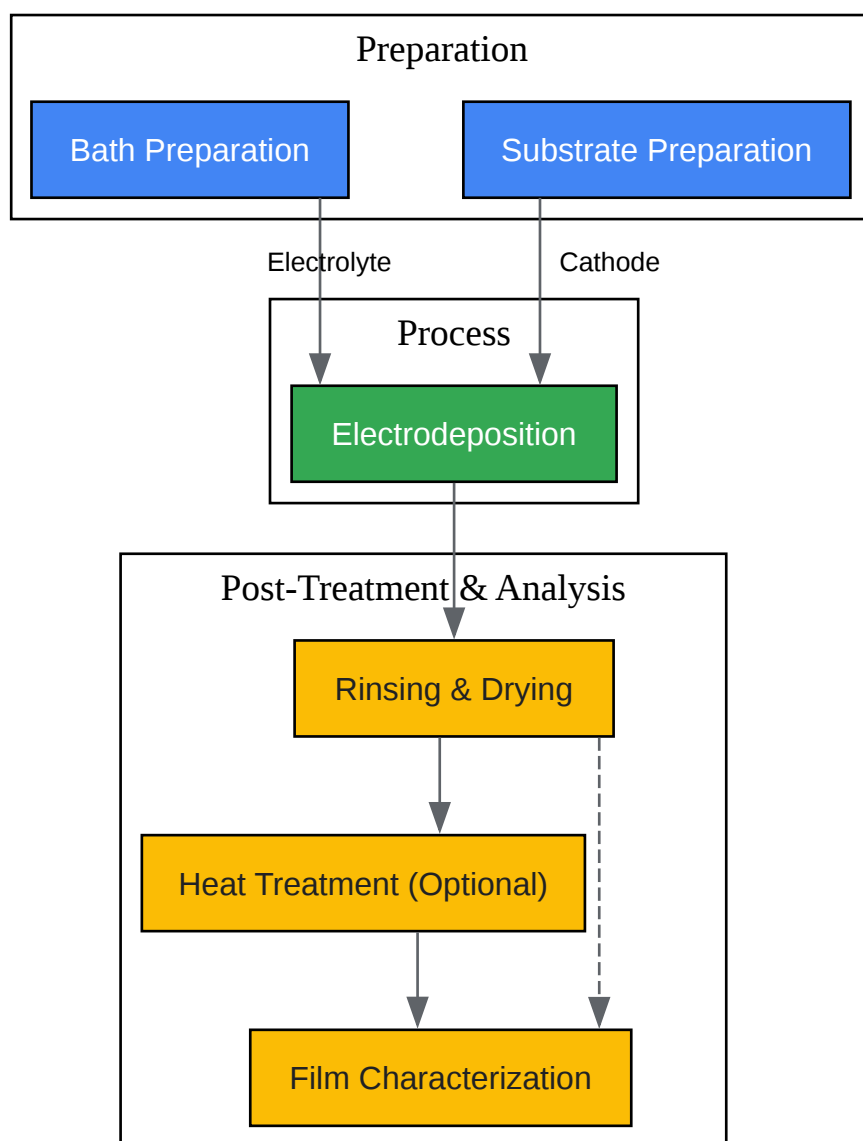 Preparation
Bath Preparation
Substrate Preparation
Electrolyte
Cathode
Process
Electrodeposition
Post-Treatment & Analysis
Rinsing & Drying
Heat Treatment (Optional)
Film Characterization